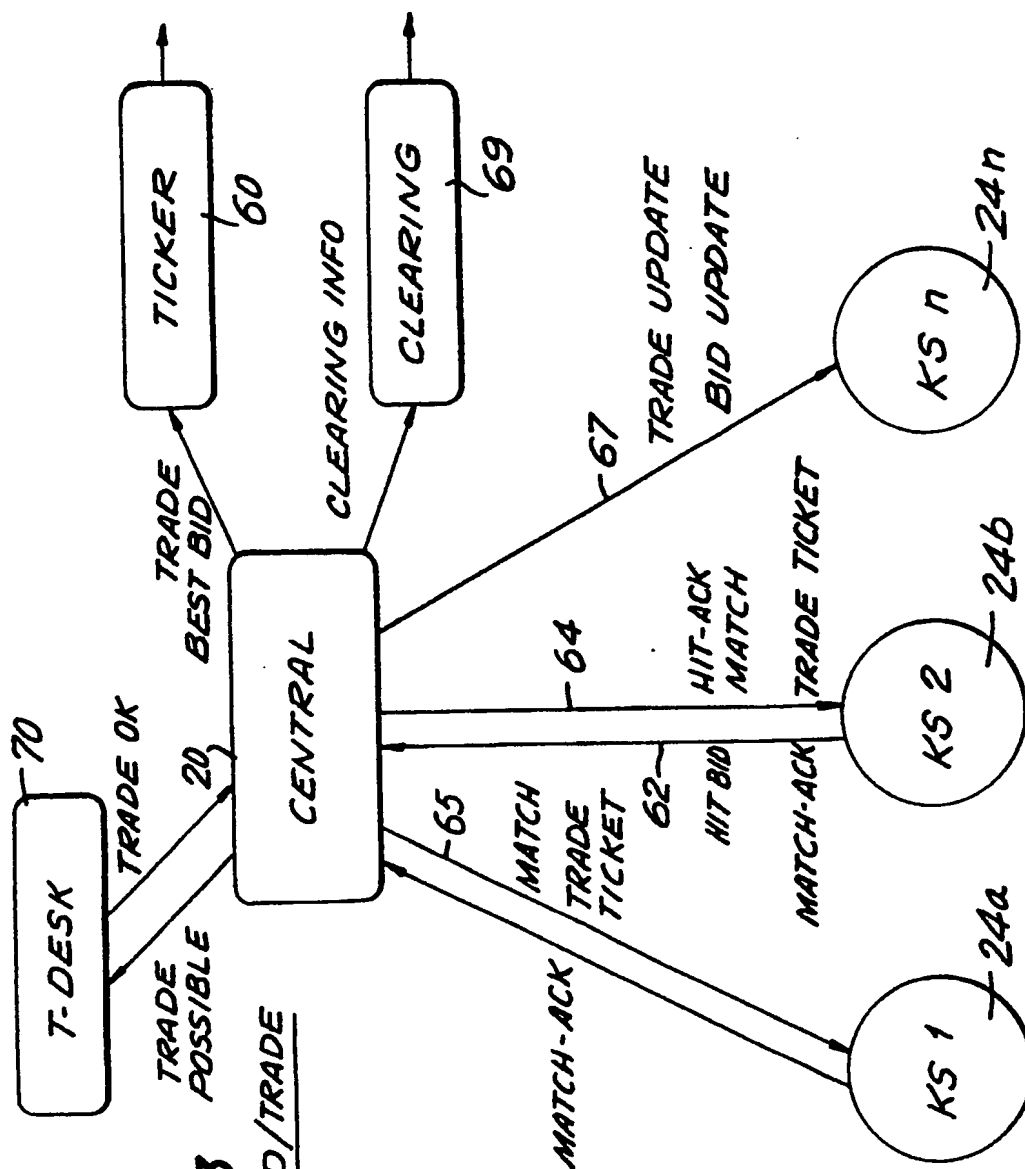 T-DESK
70
TRADE OK
TRADE
POSSIBLE
20
CENTRAL
TRADE
BEST BID
TICKER
60
CLEARING INFO
CLEARING
69
65
MATCH
TRADE
TICKET
MATCH-ACK
62
HIT BID
MATCH-ACK
64
HIT-ACK
MATCH
TRADE TICKET
67
TRADE UPDATE
BID UPDATE
KS 1
24a
KS 2
24b
KS n
24n
/TRADE